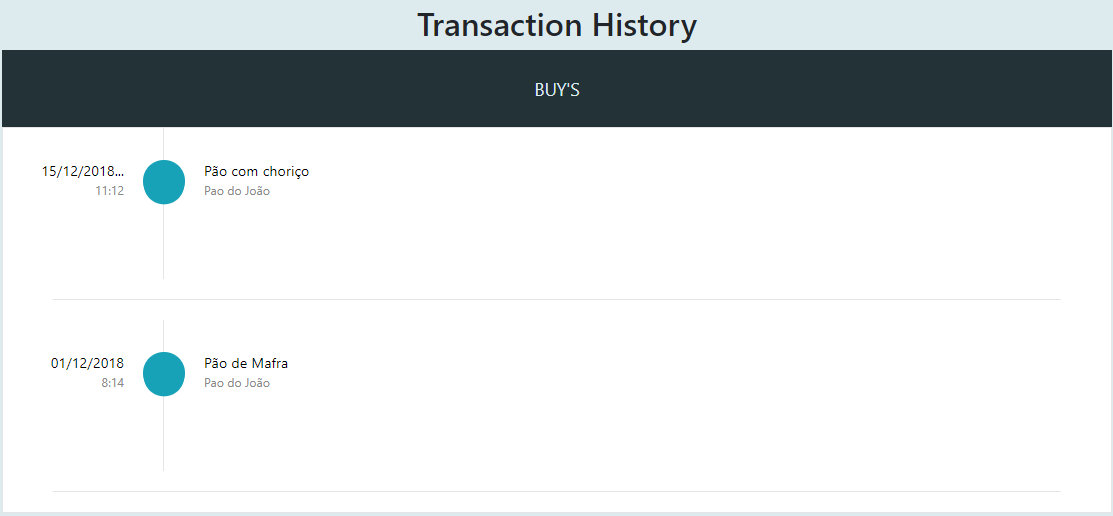 Transaction History
BUY'S
15/12/2018...
11:12
Pão com choriço
Pao do João
01/12/2018
8:14
Pão de Mafra
Pao do João